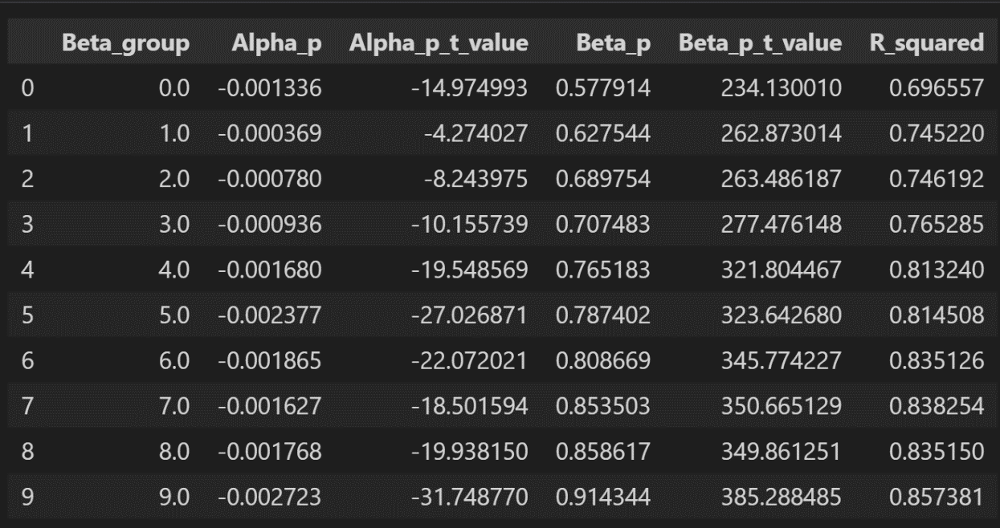 Beta_group Alpha_p Alpha_p_t_value Beta_p Beta_p_t_value R_squared
0 0.0 -0.001336 -14.974993 0.577914 234.130010 0.696557
1 1.0 -0.000369 -4.274027 0.627544 262.873014 0.745220
2 2.0 -0.000780 -8.243975 0.689754 263.486187 0.746192
3 3.0 -0.000936 -10.155739 0.707483 277.476148 0.765285
4 4.0 -0.001680 -19.548569 0.765183 321.804467 0.813240
5 5.0 -0.002377 -27.026871 0.787402 323.642680 0.814508
6 6.0 -0.001865 -22.072021 0.808669 345.774227 0.835126
7 7.0 -0.001627 -18.501594 0.853503 350.665129 0.838254
8 8.0 -0.001768 -19.938150 0.858617 349.861251 0.835150
9 9.0 -0.002723 -31.748770 0.914344 385.288485 0.857381